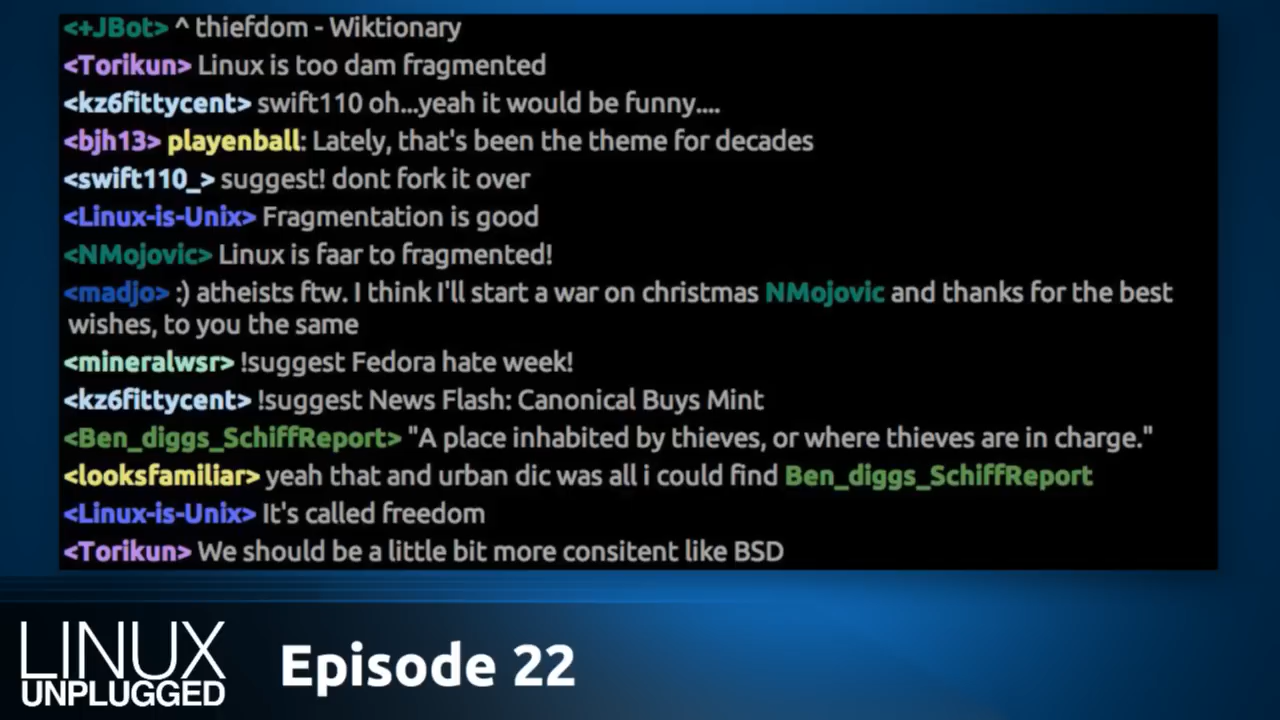 <+JBot> ^ thiefdom - Wiktionary
<Torikun> Linux is too dam fragmented
<kz6fittycent> swift110 oh...yeah it would be funny....
<bjh13> playenball: Lately, that's been the theme for decades
<swift110_> suggest! dont fork it over
<Linux-is-Unix> Fragmentation is good
<NMojovic> Linux is faar to fragmented!
<madjo> :) atheists ftw. I think I'll start a war on christmas NMojovic and thanks for the best
wishes, to you the same
<mineralwsr> !suggest Fedora hate week!
<kz6fittycent> !suggest News Flash: Canonical Buys Mint
<Ben_diggs_SchiffReport> "A place inhabited by thieves, or where thieves are in charge."
<looksfamiliar> yeah that and urban dic was all i could find Ben_diggs_SchiffReport
<Linux-is-Unix> It's called freedom
<Torikun> We should be a little bit more consitent like BSD
LINUX
UNPLUGGED
Episode 22